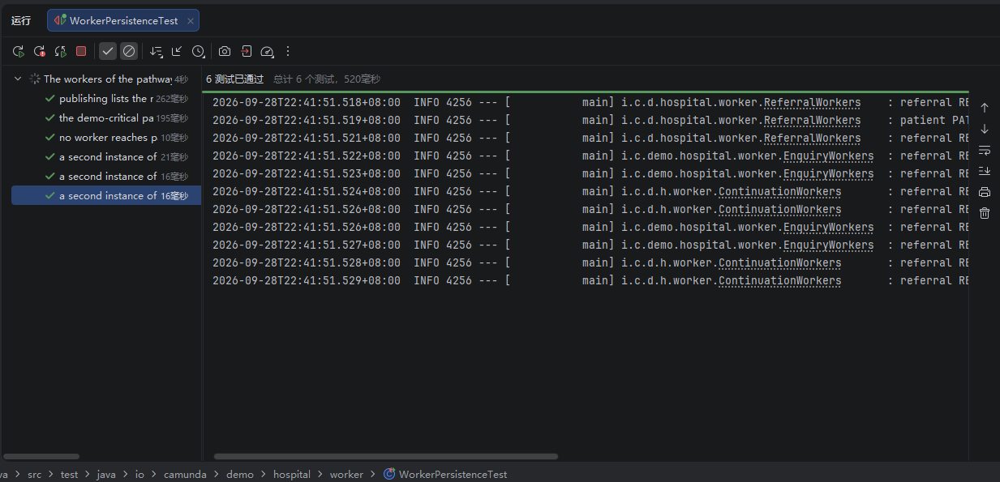 运行 WorkerPersistenceTest
The workers of the pathway 4秒
6 测试已通过 总计 6 个测试，520毫秒
publishing lists the r 262毫秒
the demo-critical pa 195毫秒
no worker reaches p 10毫秒
a second instance of 21毫秒
a second instance of 16毫秒
a second instance of 16毫秒
2026-09-28T22:41:51.518+08:00 INFO 4256 --- [ main] i.c.d.hospital.worker.ReferralWorkers : referral RE
2026-09-28T22:41:51.519+08:00 INFO 4256 --- [ main] i.c.d.hospital.worker.ReferralWorkers : patient PAT
2026-09-28T22:41:51.521+08:00 INFO 4256 --- [ main] i.c.d.hospital.worker.ReferralWorkers : referral RE
2026-09-28T22:41:51.522+08:00 INFO 4256 --- [ main] i.c.demo.hospital.worker.EnquiryWorkers : referral RE
2026-09-28T22:41:51.523+08:00 INFO 4256 --- [ main] i.c.demo.hospital.worker.EnquiryWorkers : referral RE
2026-09-28T22:41:51.524+08:00 INFO 4256 --- [ main] i.c.d.h.worker.ContinuationWorkers : referral RE
2026-09-28T22:41:51.526+08:00 INFO 4256 --- [ main] i.c.d.h.worker.ContinuationWorkers : referral RE
2026-09-28T22:41:51.526+08:00 INFO 4256 --- [ main] i.c.demo.hospital.worker.EnquiryWorkers : referral RE
2026-09-28T22:41:51.527+08:00 INFO 4256 --- [ main] i.c.demo.hospital.worker.EnquiryWorkers : referral RE
2026-09-28T22:41:51.528+08:00 INFO 4256 --- [ main] i.c.d.h.worker.ContinuationWorkers : referral RE
2026-09-28T22:41:51.529+08:00 INFO 4256 --- [ main] i.c.d.h.worker.ContinuationWorkers : referral RE
va > src > test > java > io > camunda > demo > hospital > worker > WorkerPersistenceTest